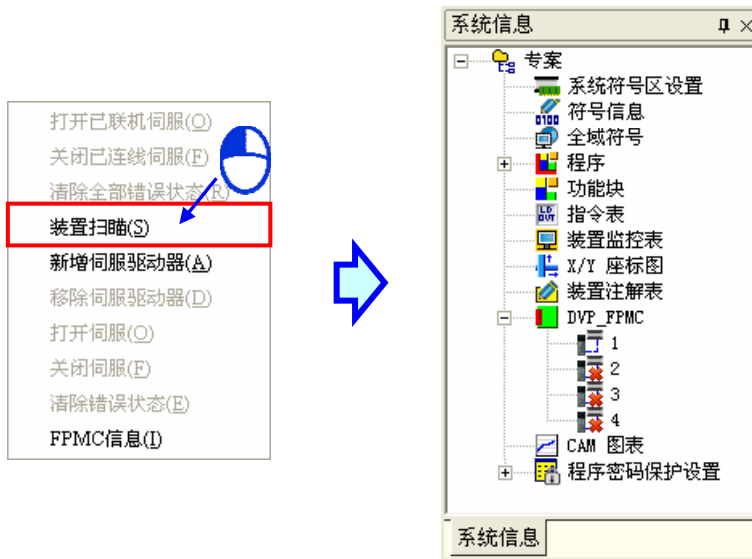 打开已联机伺服(O)
关闭已连线伺服(F)
清除全部错误状态(R)
装置扫瞄(S)
新增伺服驱动器(A)
移除伺服驱动器(D)
打开伺服(O)
关闭伺服(F)
清除错误状态(E)
FPMC信息(I)
系统信息
专案
系统符号区设置
符号信息
全域符号
程序
功能块
指令表
装置监控表
X/Y 座标图
装置注解表
DVP_FPMC
1
2
3
4
CAM 图表
程序密码保护设置
系统信息